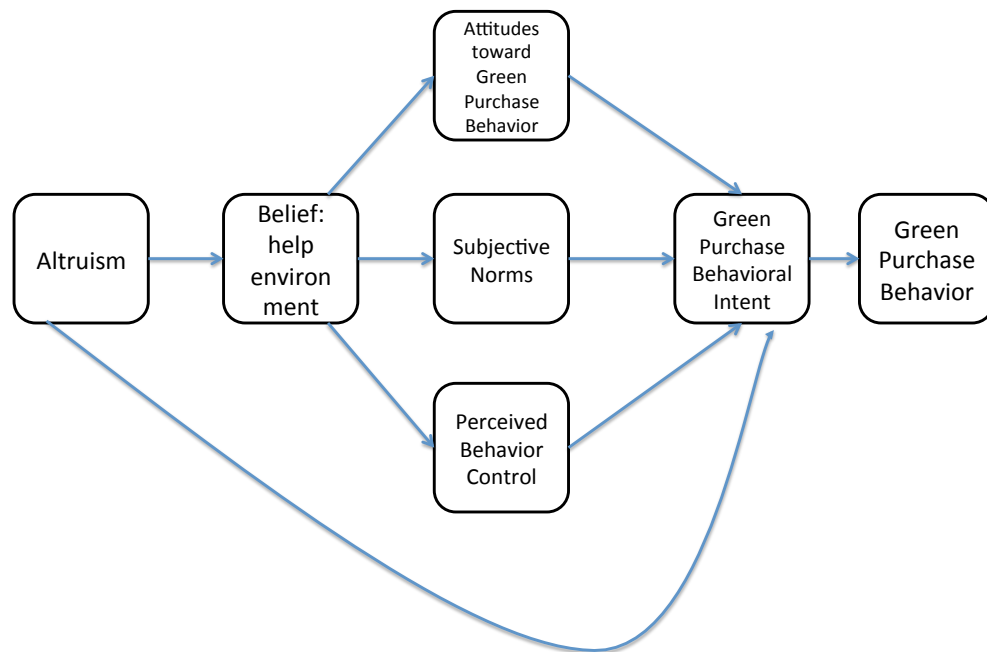 Attitudes
toward
Green
Purchase
Behavior
Altruism
Belief:
help
environ
ment
Subjective
Norms
Green
Purchase
Behavioral
Intent
Green
Purchase
Behavior
Perceived
Behavior
Control